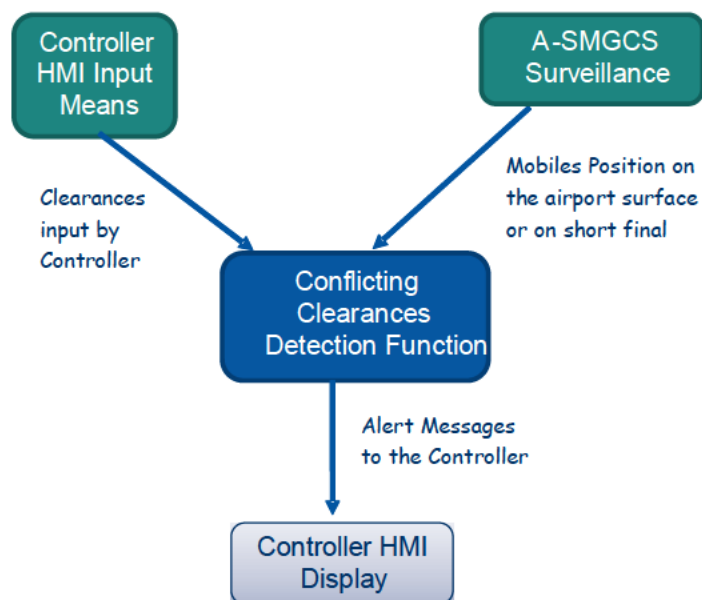 Controller
HMI Input
Means
A-SMGCS
Surveillance
Clearances
input by
Controller
Mobiles Position on
the airport surface
or on short final
Conflicting
Clearances
Detection Function
Alert Messages
to the Controller
Controller HMI
Display